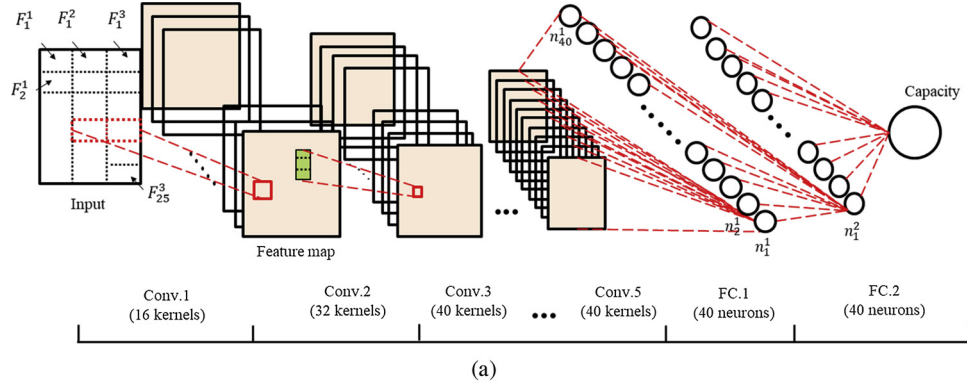 F₁¹ F₁² F₁³
F₂¹
F₂₅³
Input
Feature map
n₄₀¹
n₂¹
n₁¹
n₁²
Capacity
Conv.1
(16 kernels)
Conv.2
(32 kernels)
Conv.3
(40 kernels)
Conv.5
(40 kernels)
FC.1
(40 neurons)
FC.2
(40 neurons)
(a)